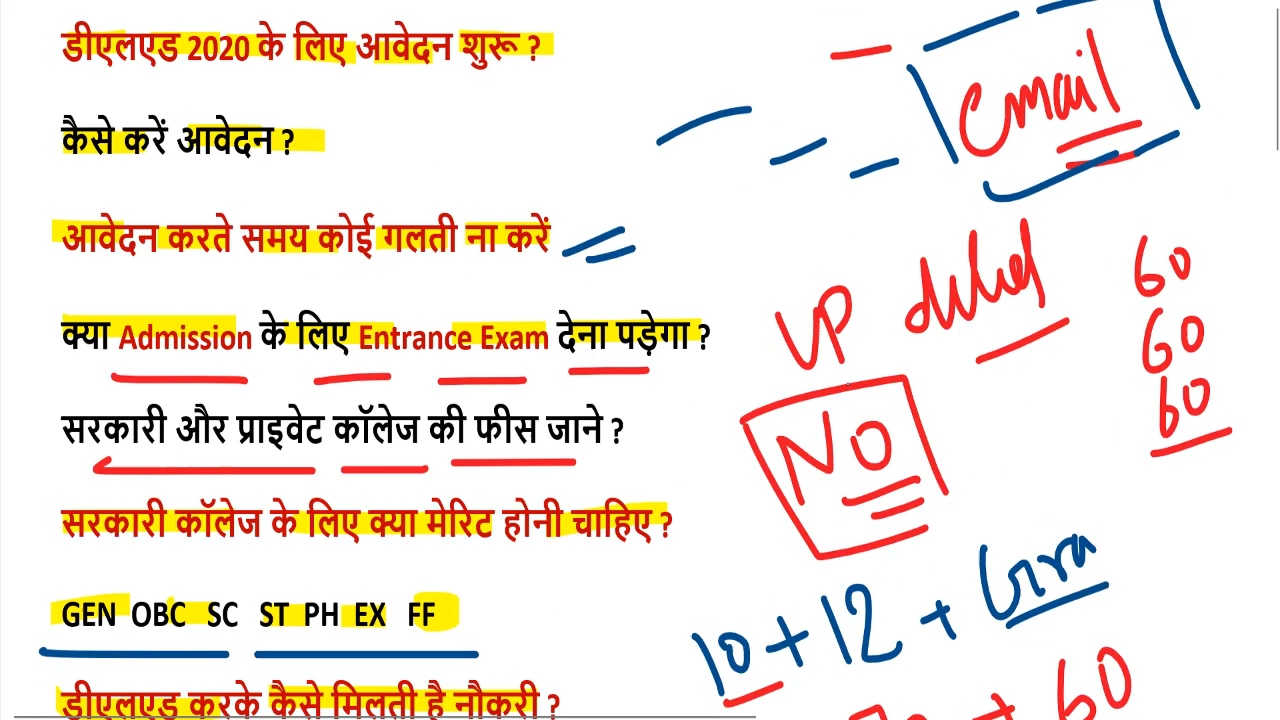 डीएलएड 2020 के लिए आवेदन शुरू ?
कैसे करें आवेदन ?
आवेदन करते समय कोई गलती ना करें
क्या Admission के लिए Entrance Exam देना पड़ेगा ?
सरकारी और प्राइवेट कॉलेज की फीस जाने ?
सरकारी कॉलेज के लिए क्या मेरिट होनी चाहिए ?
GEN OBC SC ST PH EX FF
डीएलएड करके कैसे मिलती है नौकरी ?
Email
UP
60
60
60
NO
10 + 12 + Gra
+ 60